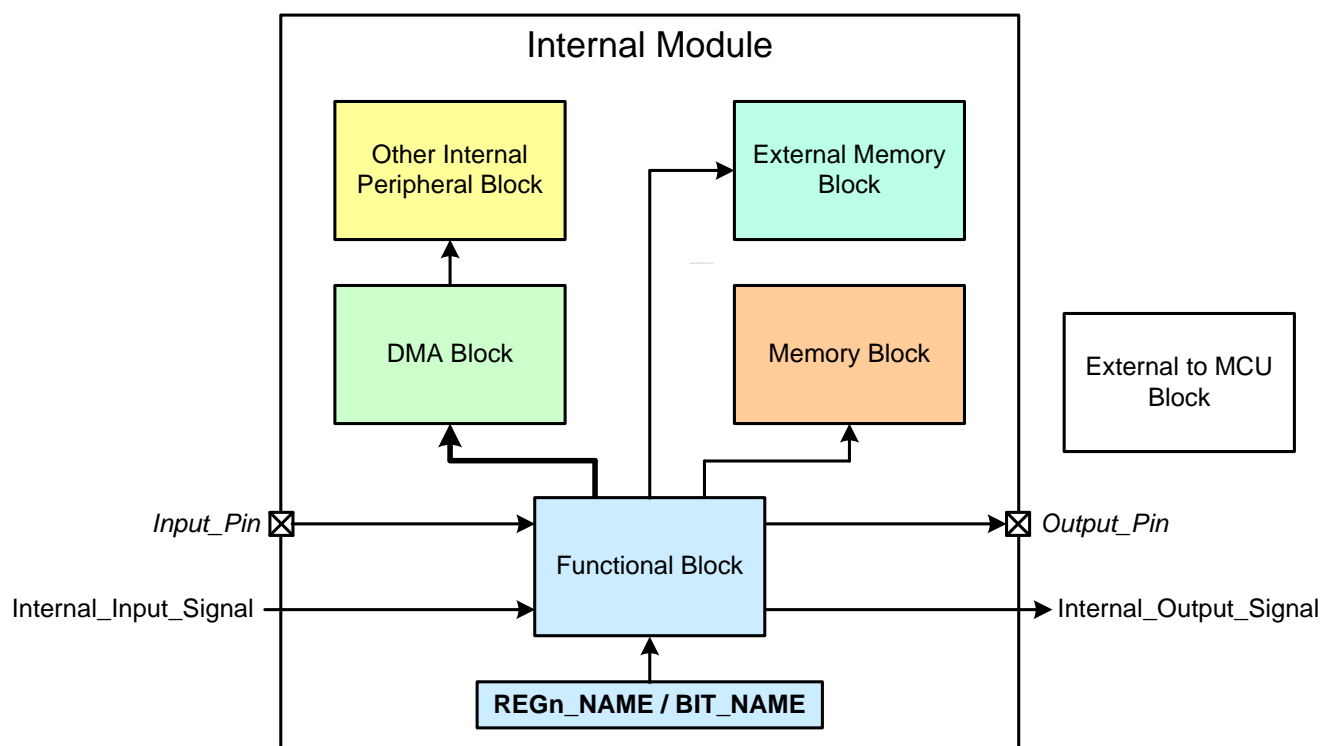 Internal Module
Other Internal
Peripheral Block
External Memory
Block
DMA Block
Memory Block
External to MCU
Block
Input_Pin
Output_Pin
Functional Block
Internal_Input_Signal
Internal_Output_Signal
REGn_NAME / BIT_NAME